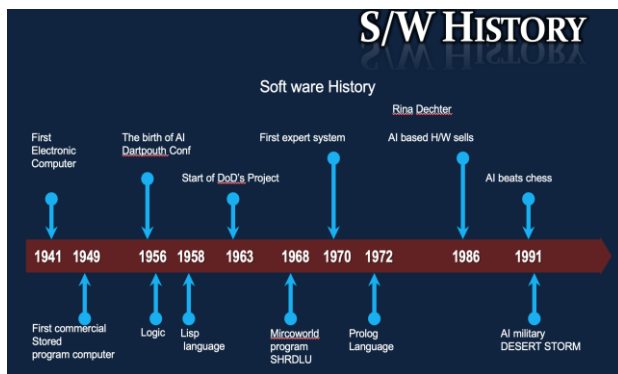 S/W HISTORY
Soft ware History
Rina Dechter
First
Electronic
Computer
The birth of AI
Dartpouth Conf
Start of DoD's Project
First expert system
AI based H/W sells
AI beats chess
1941 1949 1956 1958 1963 1968 1970 1972 1986 1991
First commercial
Stored
program computer
Logic
Lisp
language
Mircoworld
program
SHRDLU
Prolog
Language
AI military
DESERT STORM